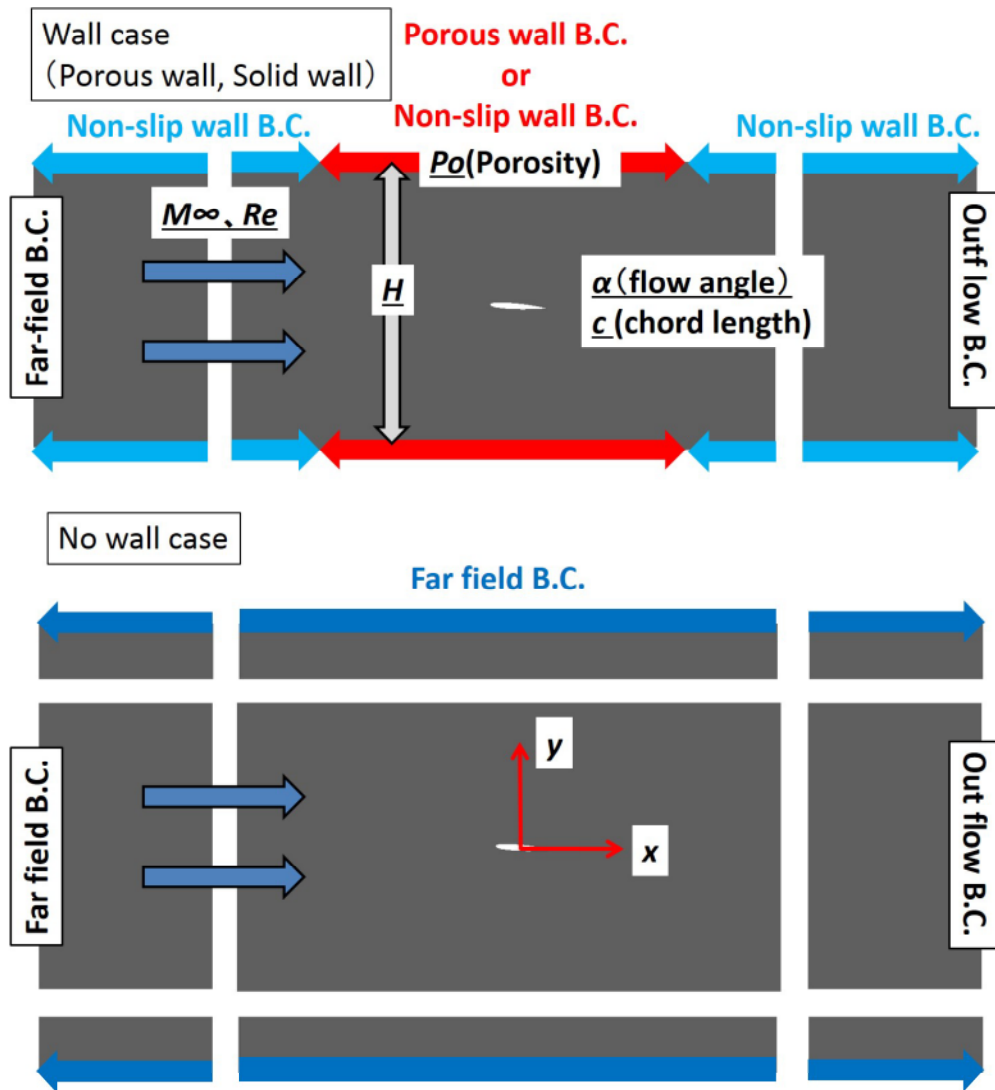 Wall case
（Porous wall, Solid wall）
Porous wall B.C.
or
Non-slip wall B.C.
Non-slip wall B.C.
Non-slip wall B.C.
Po(Porosity)
M∞、Re
Far-field B.C.
H
α（flow angle）
c (chord length)
Outf low B.C.
No wall case
Far field B.C.
Far field B.C.
y
x
Out flow B.C.